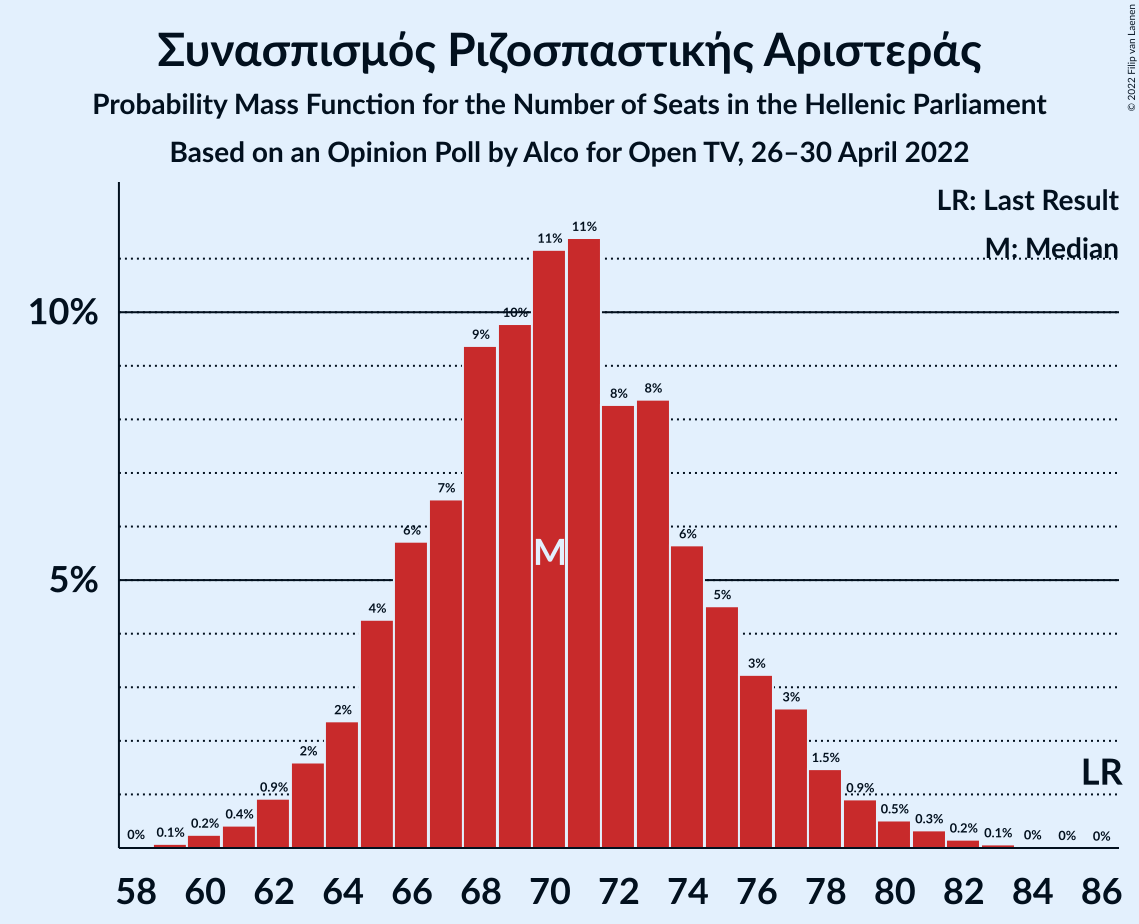 Συνασπισμός Ριζοσπαστικής Αριστεράς
Probability Mass Function for the Number of Seats in the Hellenic Parliament
Based on an Opinion Poll by Alco for Open TV, 26–30 April 2022
© 2022 Filip van Laenen
LR: Last Result
M: Median
10%
5%
0% 0.1% 0.2% 0.4% 0.9% 2% 2% 4% 6% 7% 9% 10% 11% 11% 8% 8% 6% 5% 3% 3% 1.5% 0.9% 0.5% 0.3% 0.2% 0.1% 0% 0% 0%
M
LR
58 60 62 64 66 68 70 72 74 76 78 80 82 84 86